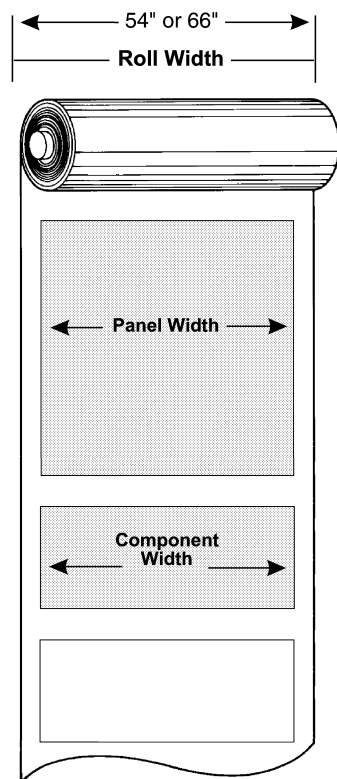 54" or 66"
Roll Width
Panel Width
Component
Width